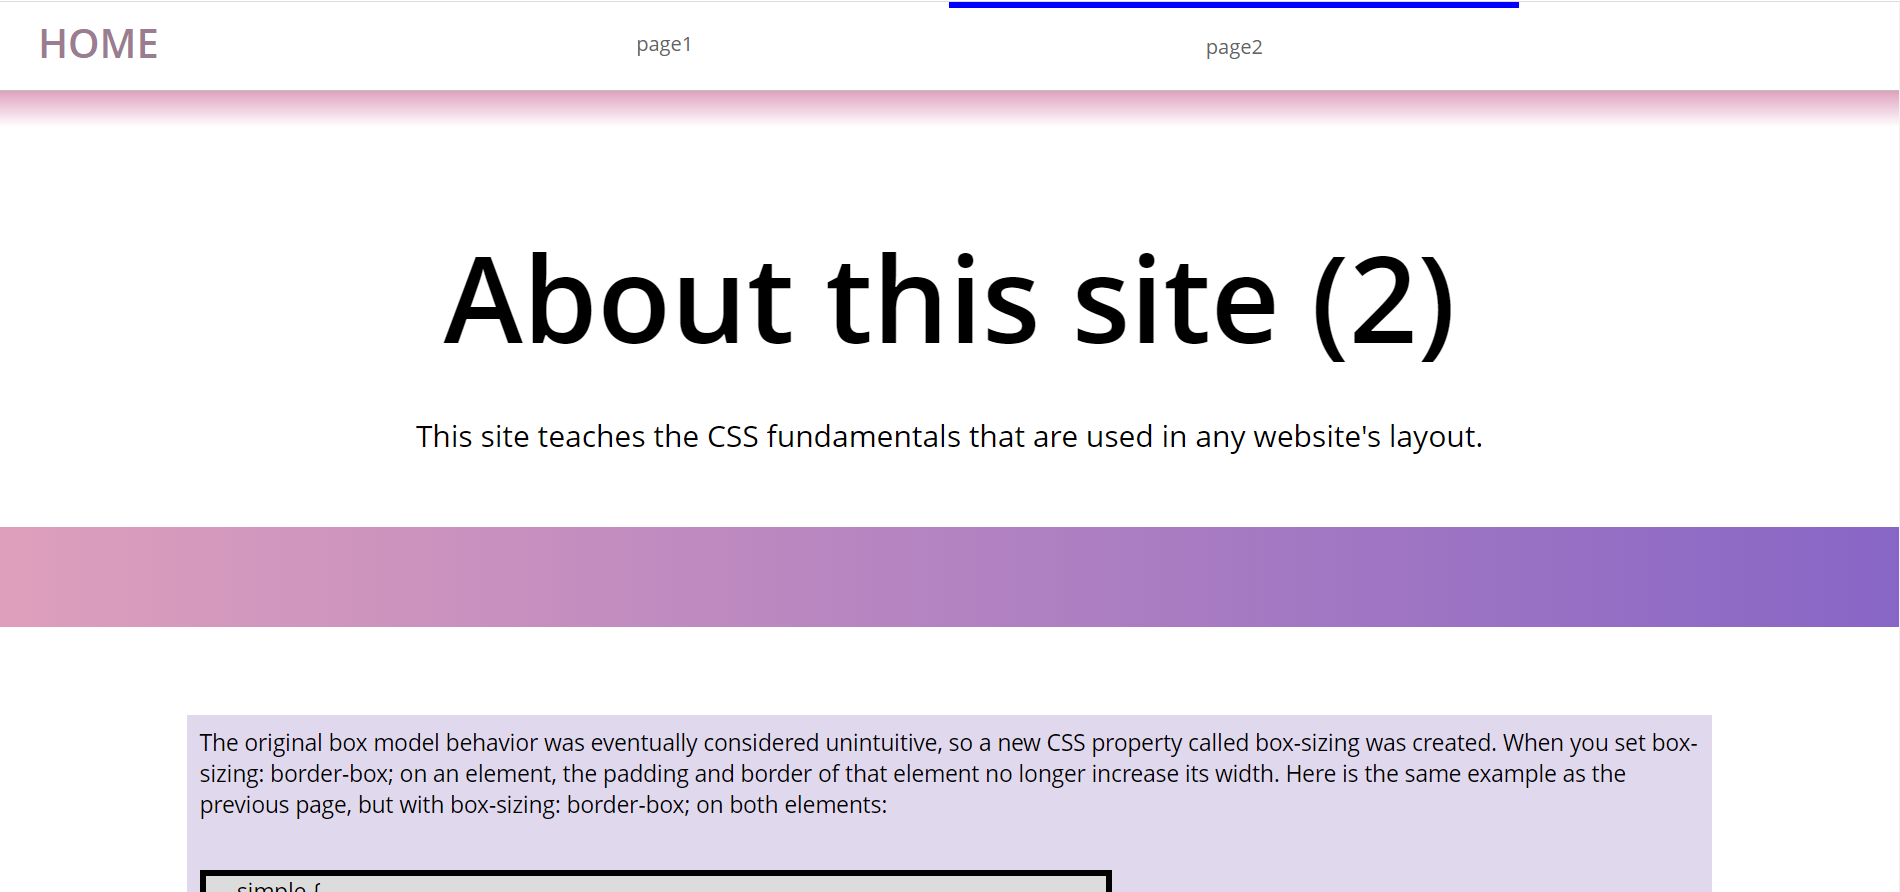 HOME
page1
page2
About this site (2)
This site teaches the CSS fundamentals that are used in any website's layout.
The original box model behavior was eventually considered unintuitive, so a new CSS property called box-sizing was created. When you set box-
sizing: border-box; on an element, the padding and border of that element no longer increase its width. Here is the same example as the
previous page, but with box-sizing: border-box; on both elements:
simple {